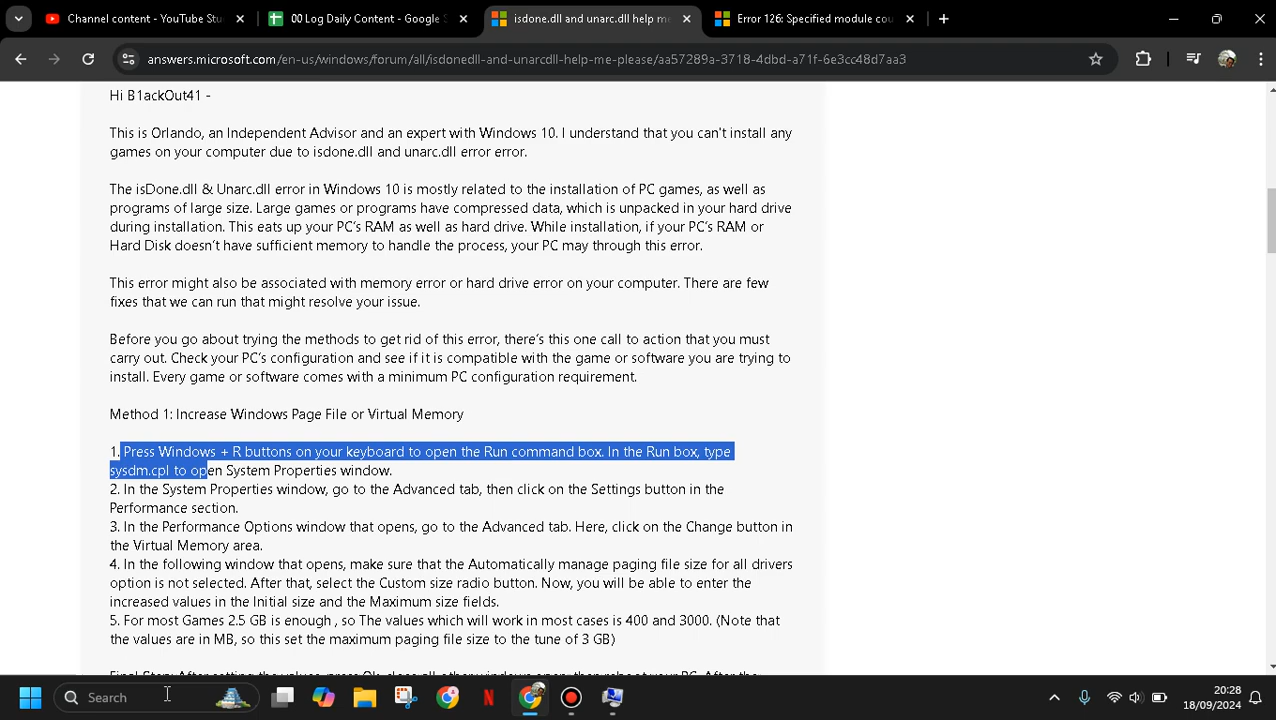 Channel content - YouTube Stu
00 Log Daily Content - Google S
isdone.dll and unarc.dll help me
Error 126: Specified module cou
answers.microsoft.com/en-us/windows/forum/all/isdonedll-and-unarcdll-help-me-please/aa57289a-3718-4dbd-a71f-6e3cc48d7aa3
Hi B1ackOut41 -
This is Orlando, an Independent Advisor and an expert with Windows 10. I understand that you can't install any
games on your computer due to isdone.dll and unarc.dll error error.
The isDone.dll & Unarc.dll error in Windows 10 is mostly related to the installation of PC games, as well as
programs of large size. Large games or programs have compressed data, which is unpacked in your hard drive
during installation. This eats up your PC's RAM as well as hard drive. While installation, if your PC's RAM or
Hard Disk doesn't have sufficient memory to handle the process, your PC may through this error.
This error might also be associated with memory error or hard drive error on your computer. There are few
fixes that we can run that might resolve your issue.
Before you go about trying the methods to get rid of this error, there's this one call to action that you must
carry out. Check your PC's configuration and see if it is compatible with the game or software you are trying to
install. Every game or software comes with a minimum PC configuration requirement.
Method 1: Increase Windows Page File or Virtual Memory
1. Press Windows + R buttons on your keyboard to open the Run command box. In the Run box, type
sysdm.cpl to open System Properties window.
2. In the System Properties window, go to the Advanced tab, then click on the Settings button in the
Performance section.
3. In the Performance Options window that opens, go to the Advanced tab. Here, click on the Change button in
the Virtual Memory area.
4. In the following window that opens, make sure that the Automatically manage paging file size for all drivers
option is not selected. After that, select the Custom size radio button. Now, you will be able to enter the
increased values in the Initial size and the Maximum size fields.
5. For most Games 2.5 GB is enough , so The values which will work in most cases is 400 and 3000. (Note that
the values are in MB, so this set the maximum paging file size to the tune of 3 GB)
Final Step: After setting the values, press Ok, close all other windows open, then reboot your PC. After the
Search
20:28
18/09/2024